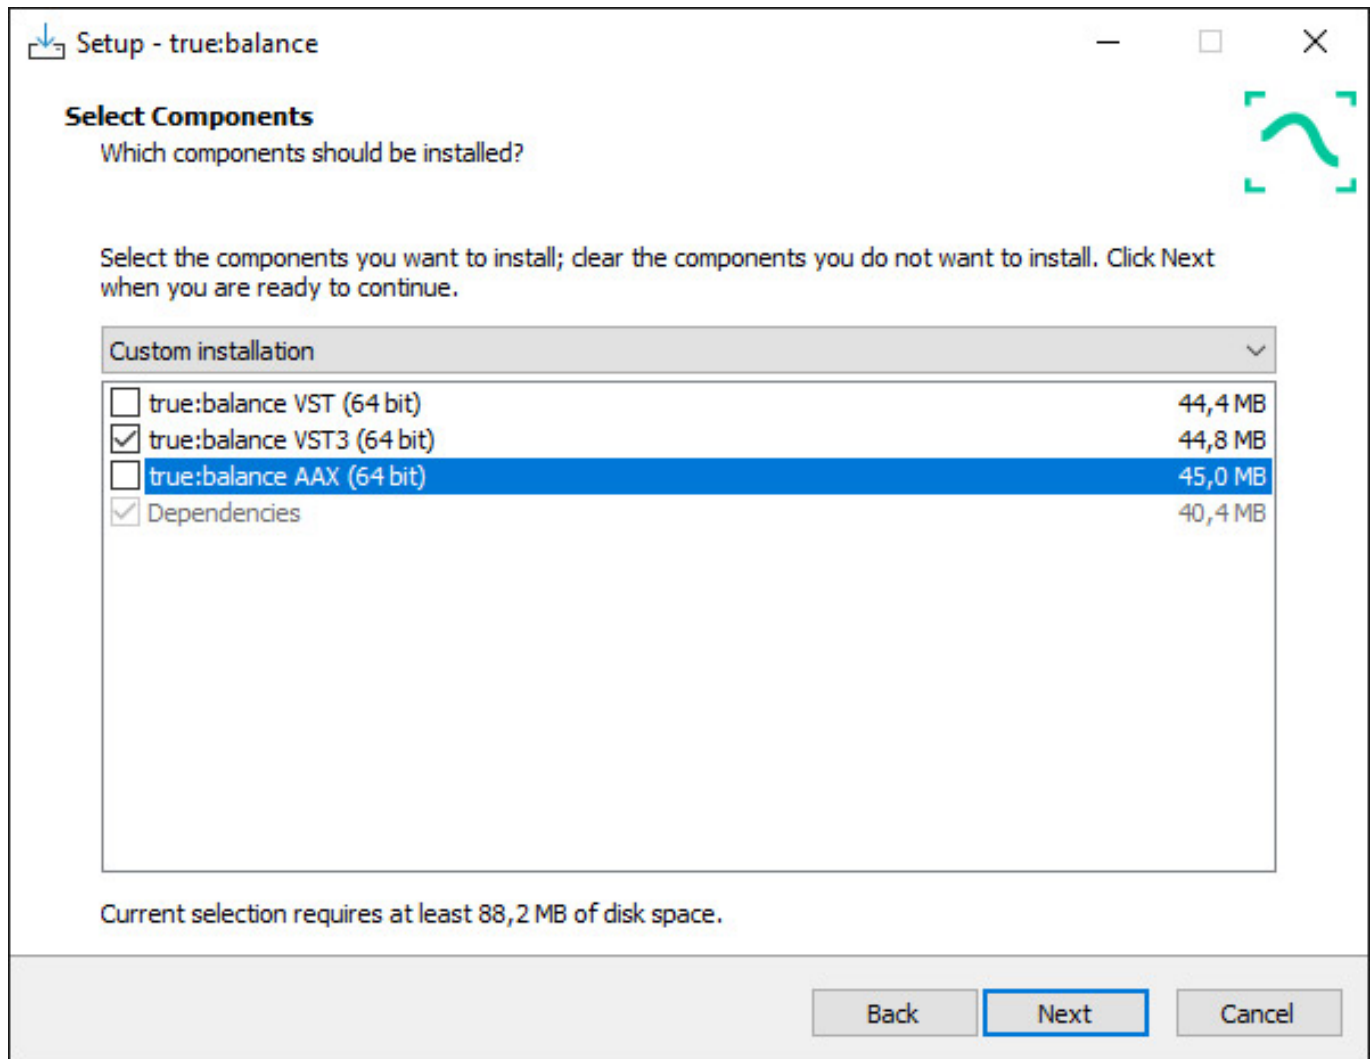 Setup - true:balance
Select Components
Which components should be installed?
Select the components you want to install; clear the components you do not want to install. Click Next
when you are ready to continue.
Custom installation
true:balance VST (64 bit) 44,4 MB
true:balance VST3 (64 bit) 44,8 MB
true:balance AAX (64 bit) 45,0 MB
Dependencies 40,4 MB
Current selection requires at least 88,2 MB of disk space.
Back Next Cancel